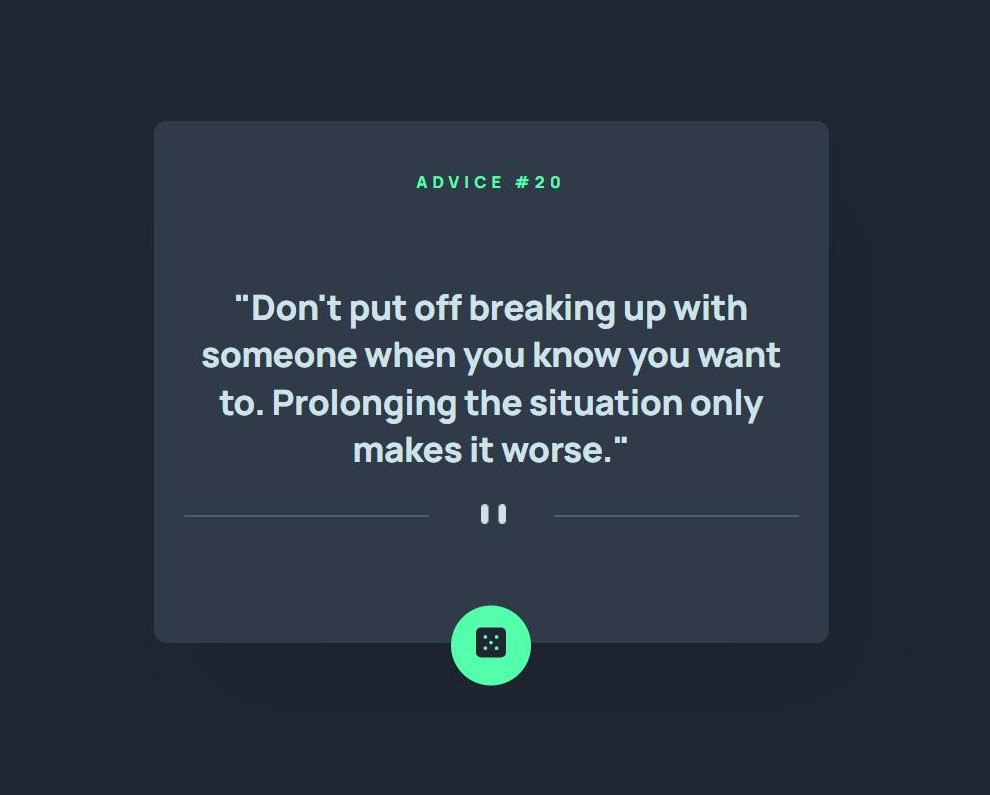 ADVICE #20
"Don't put off breaking up with
someone when you know you want
to. Prolonging the situation only
makes it worse."